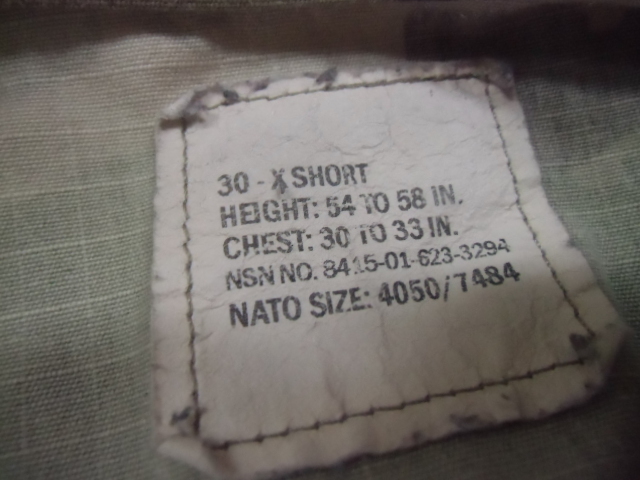 30 - X SHORT
HEIGHT: 54 TO 58 IN.
CHEST: 30 TO 33 IN.
NSN NO. 8415-01-623-3294
NATO SIZE: 4050/7484